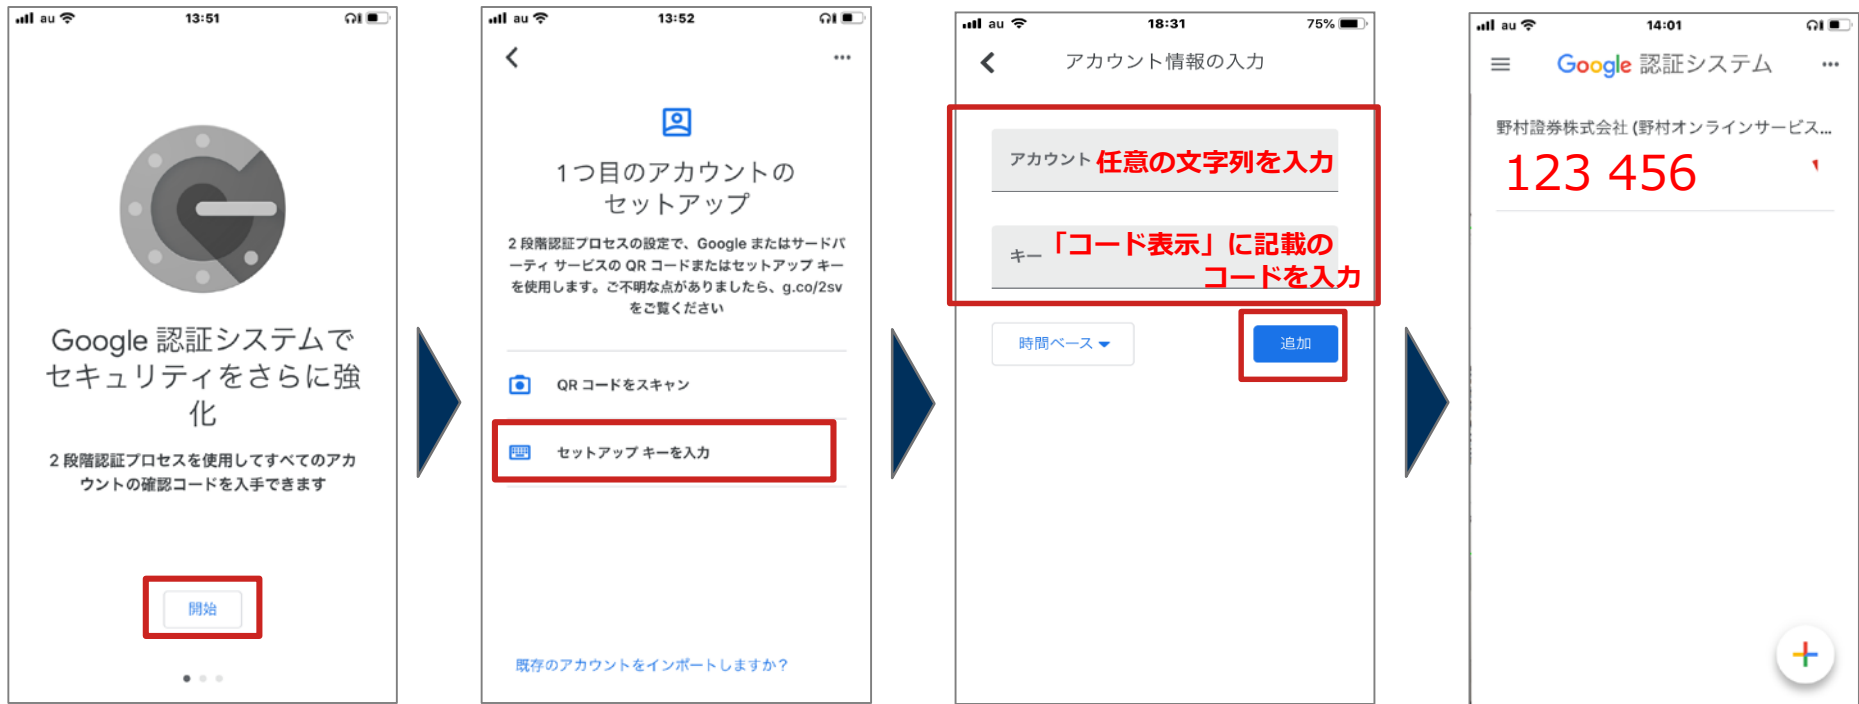 au 13:51
Google 認証システムで
セキュリティをさらに強
化
2 段階認証プロセスを使用してすべてのアカ
ウントの確認コードを入手できます
開始
au 13:52
1つ目のアカウントの
セットアップ
2 段階認証プロセスの設定で、Google またはサードパ
ーティ サービスの QR コードまたはセットアップ キー
を使用します。ご不明な点がありましたら、g.co/2sv
をご覧ください
QR コードをスキャン
セットアップ キーを入力
既存のアカウントをインポートしますか？
au 18:31 75%
アカウント情報の入力
アカウント 任意の文字列を入力
キー 「コード表示」に記載の
コードを入力
時間ベース 追加
au 14:01
Google 認証システム
野村證券株式会社 (野村オンラインサービス...
123 456